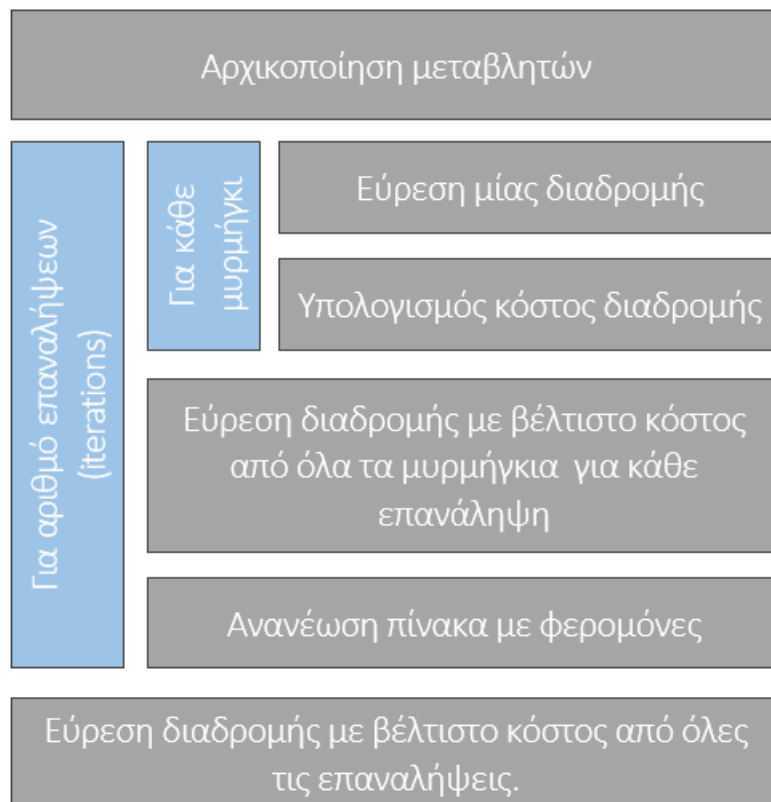 Αρχικοποίηση μεταβλητών
Για αριθμό επαναλήψεων
(iterations)
Για κάθε
μυρμήγκι
Εύρεση μίας διαδρομής
Υπολογισμός κόστος διαδρομής
Εύρεση διαδρομής με βέλτιστο κόστος
από όλα τα μυρμήγκια για κάθε
επανάληψη
Ανανέωση πίνακα με φερομόνες
Εύρεση διαδρομής με βέλτιστο κόστος από όλες
τις επαναλήψεις.